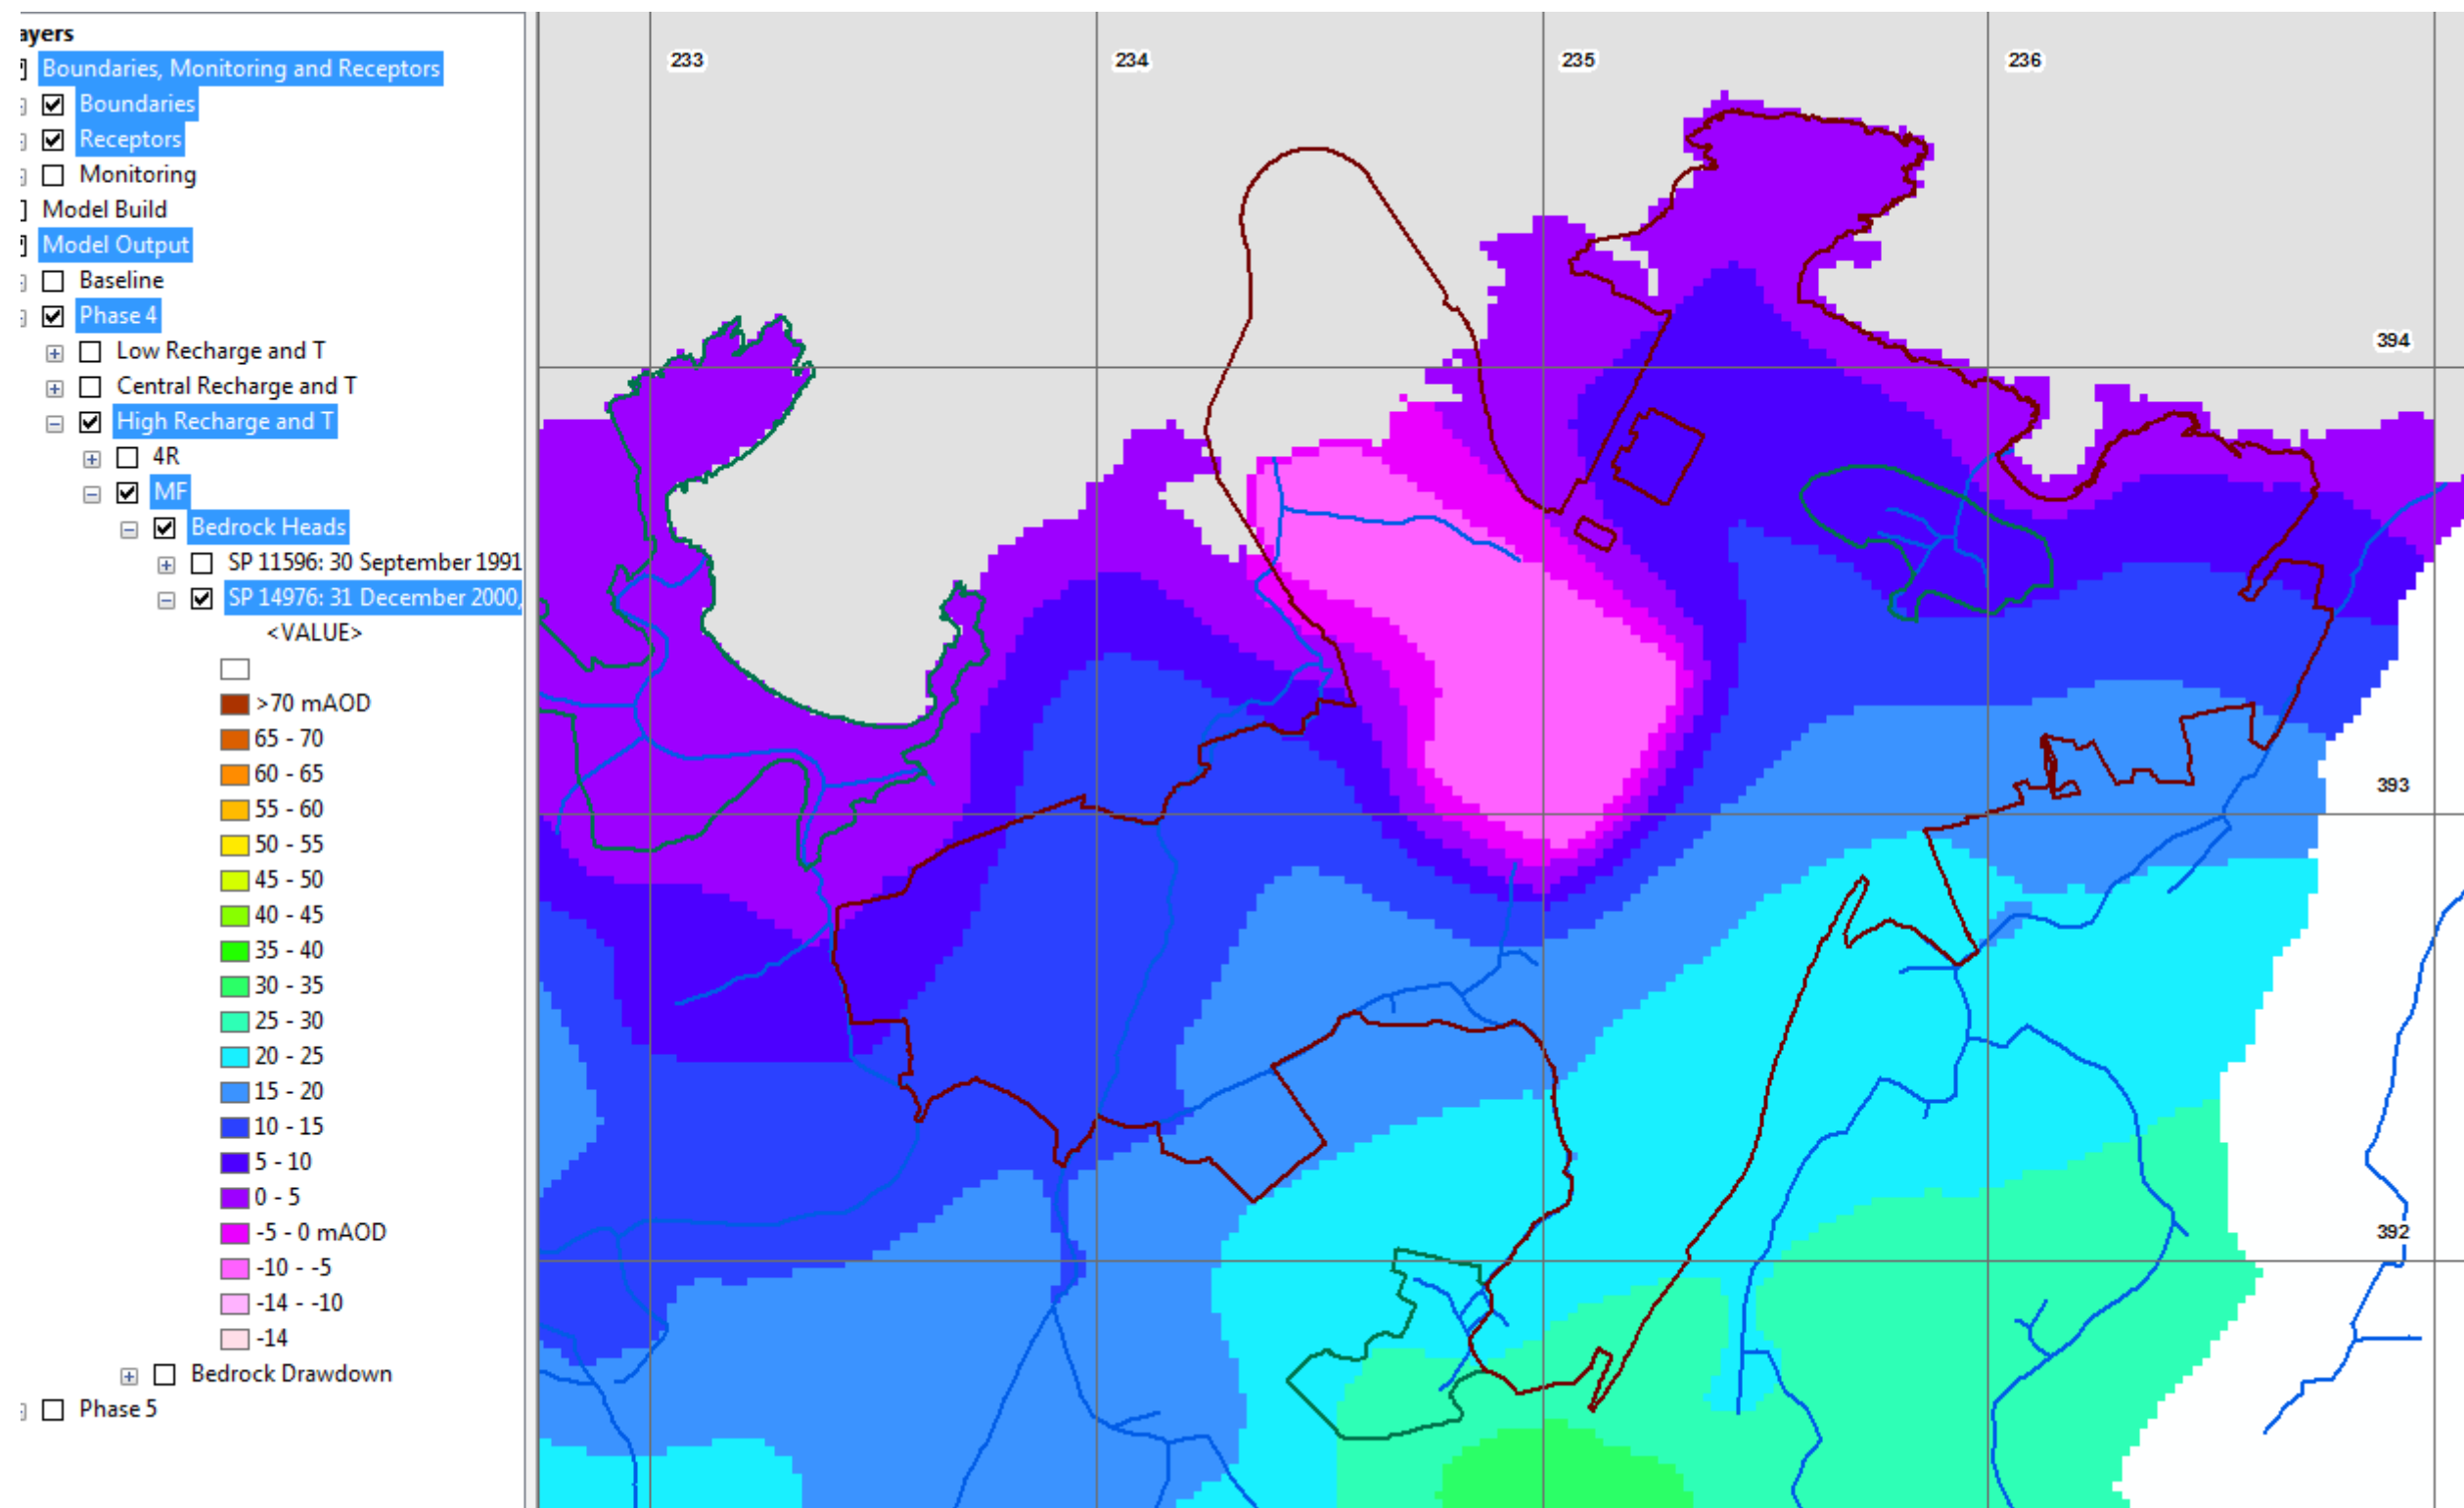 ayers
Boundaries, Monitoring and Receptors
Boundaries
Receptors
Monitoring
Model Build
Model Output
Baseline
Phase 4
Low Recharge and T
Central Recharge and T
High Recharge and T
4R
MF
Bedrock Heads
SP 11596: 30 September 1991
SP 14976: 31 December 2000,
<VALUE>
>70 mAOD
65 - 70
60 - 65
55 - 60
50 - 55
45 - 50
40 - 45
35 - 40
30 - 35
25 - 30
20 - 25
15 - 20
10 - 15
5 - 10
0 - 5
-5 - 0 mAOD
-10 - -5
-14 - -10
-14
Bedrock Drawdown
Phase 5
233
234
235
236
394
393
392